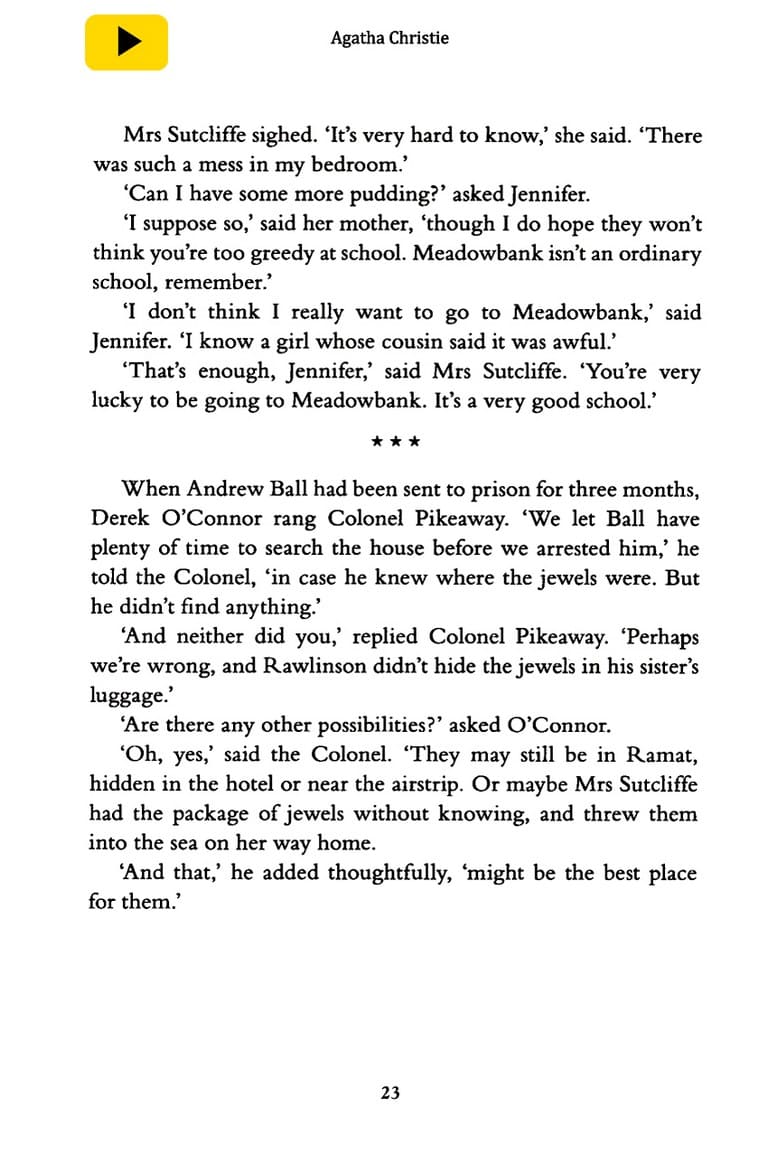 Agatha Christie
Mrs Sutcliffe sighed. ‘It’s very hard to know,’ she said. ‘There
was such a mess in my bedroom.’
‘Can I have some more pudding?’ asked Jennifer.
‘I suppose so,’ said her mother, ‘though I do hope they won’t
think you’re too greedy at school. Meadowbank isn’t an ordinary
school, remember.’
‘I don’t think I really want to go to Meadowbank,’ said
Jennifer. ‘I know a girl whose cousin said it was awful.’
‘That’s enough, Jennifer,’ said Mrs Sutcliffe. ‘You’re very
lucky to be going to Meadowbank. It’s a very good school.’
★ ★ ★
When Andrew Ball had been sent to prison for three months,
Derek O’Connor rang Colonel Pikeaway. ‘We let Ball have
plenty of time to search the house before we arrested him,’ he
told the Colonel, ‘in case he knew where the jewels were. But
he didn’t find anything.’
‘And neither did you,’ replied Colonel Pikeaway. ‘Perhaps
we’re wrong, and Rawlinson didn’t hide the jewels in his sister’s
luggage.’
‘Are there any other possibilities?’ asked O’Connor.
‘Oh, yes,’ said the Colonel. ‘They may still be in Ramat,
hidden in the hotel or near the airstrip. Or maybe Mrs Sutcliffe
had the package of jewels without knowing, and threw them
into the sea on her way home.
‘And that,’ he added thoughtfully, ‘might be the best place
for them.’
23